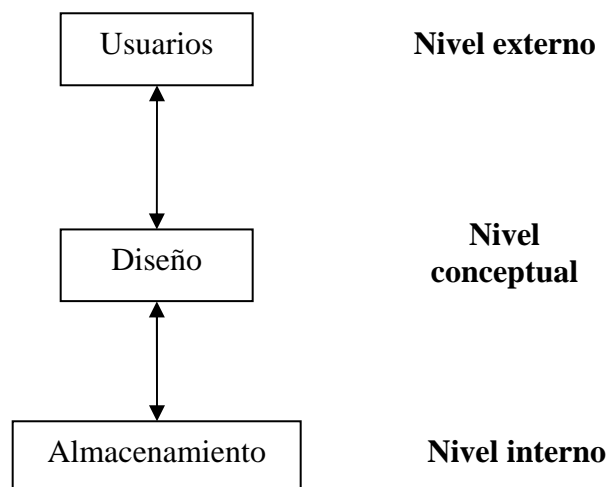 Usuarios
Nivel externo
Diseño
Nivel
conceptual
Almacenamiento
Nivel interno